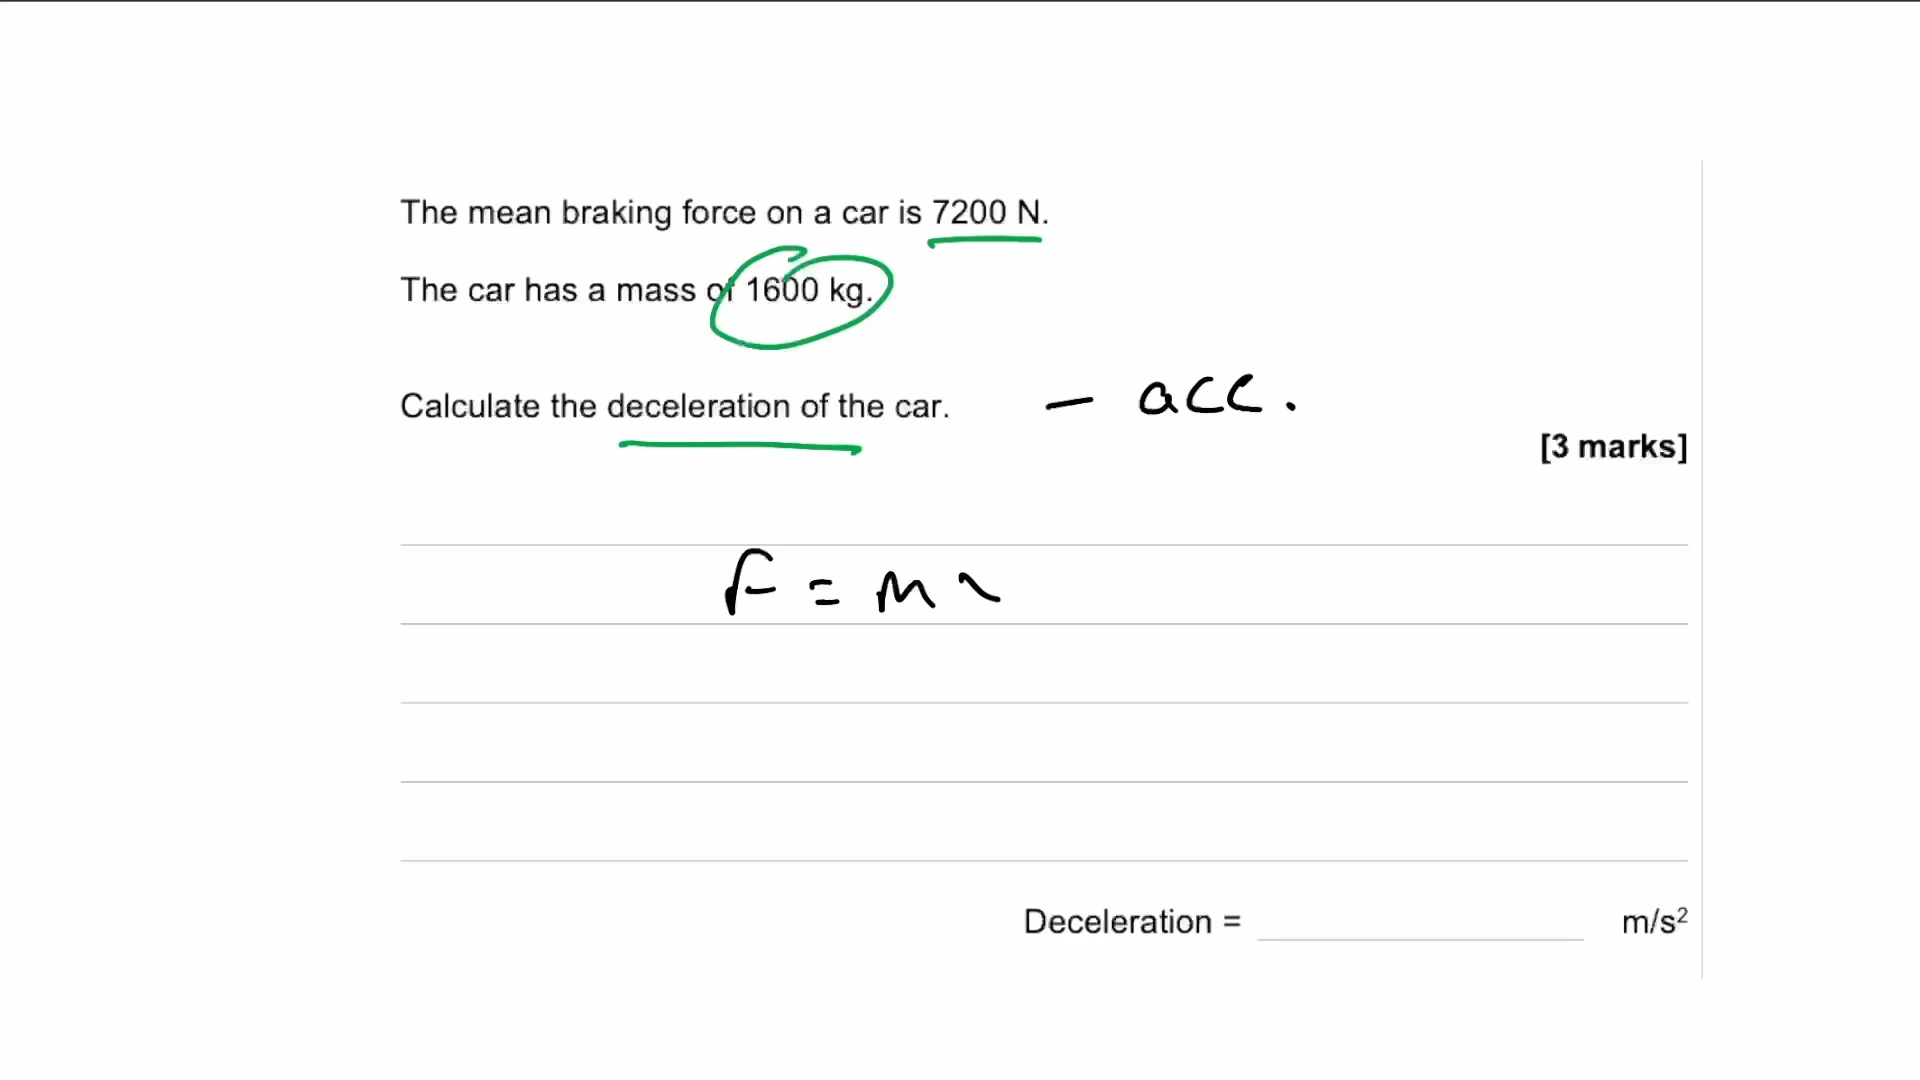 The mean braking force on a car is 7200 N.
The car has a mass of 1600 kg.
Calculate the deceleration of the car. – acc.
[3 marks]
F = m
Deceleration = m/s²